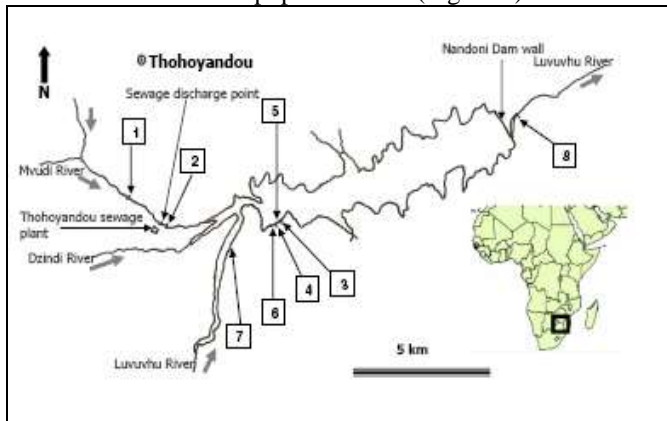 Thohoyandou
N
Sewage discharge point
Nandoni Dam wall
Luvuvhu River
5
1
2
8
Mvudi River
Thohoyandou sewage
plant
Dzindi River
3
4
6
7
5 km
Luvuvhu River